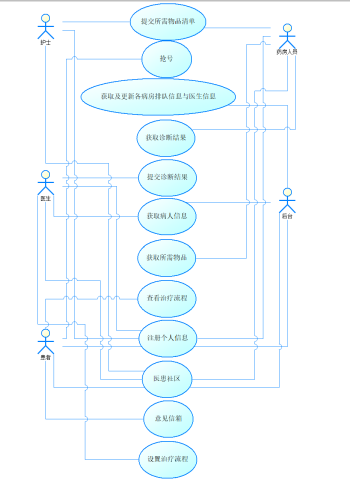 提交所需物品清单
护士
药房人员
抢号
获取及更新各病房排队信息与医生信息
获取诊断结果
提交诊断结果
医生
获取病人信息
后台
获取所需物品
查看治疗流程
注册个人信息
患者
医患社区
意见信箱
设置治疗流程